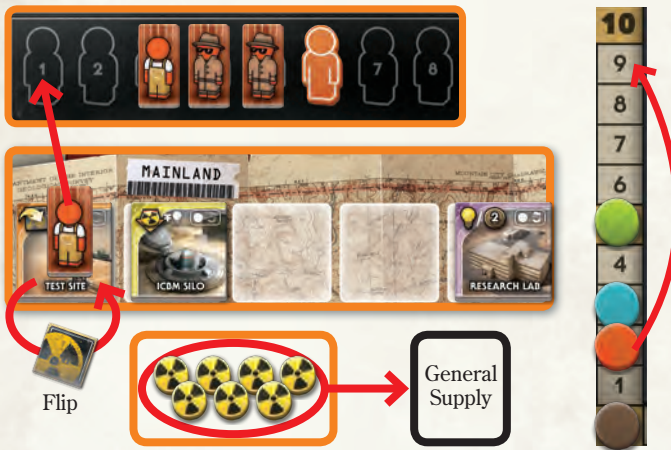 1 2 7 8
10
9
8
7
6
4
1
MAINLAND
TEST SITE
ICBM SILO
2
RESEARCH LAB
Flip
General
Supply